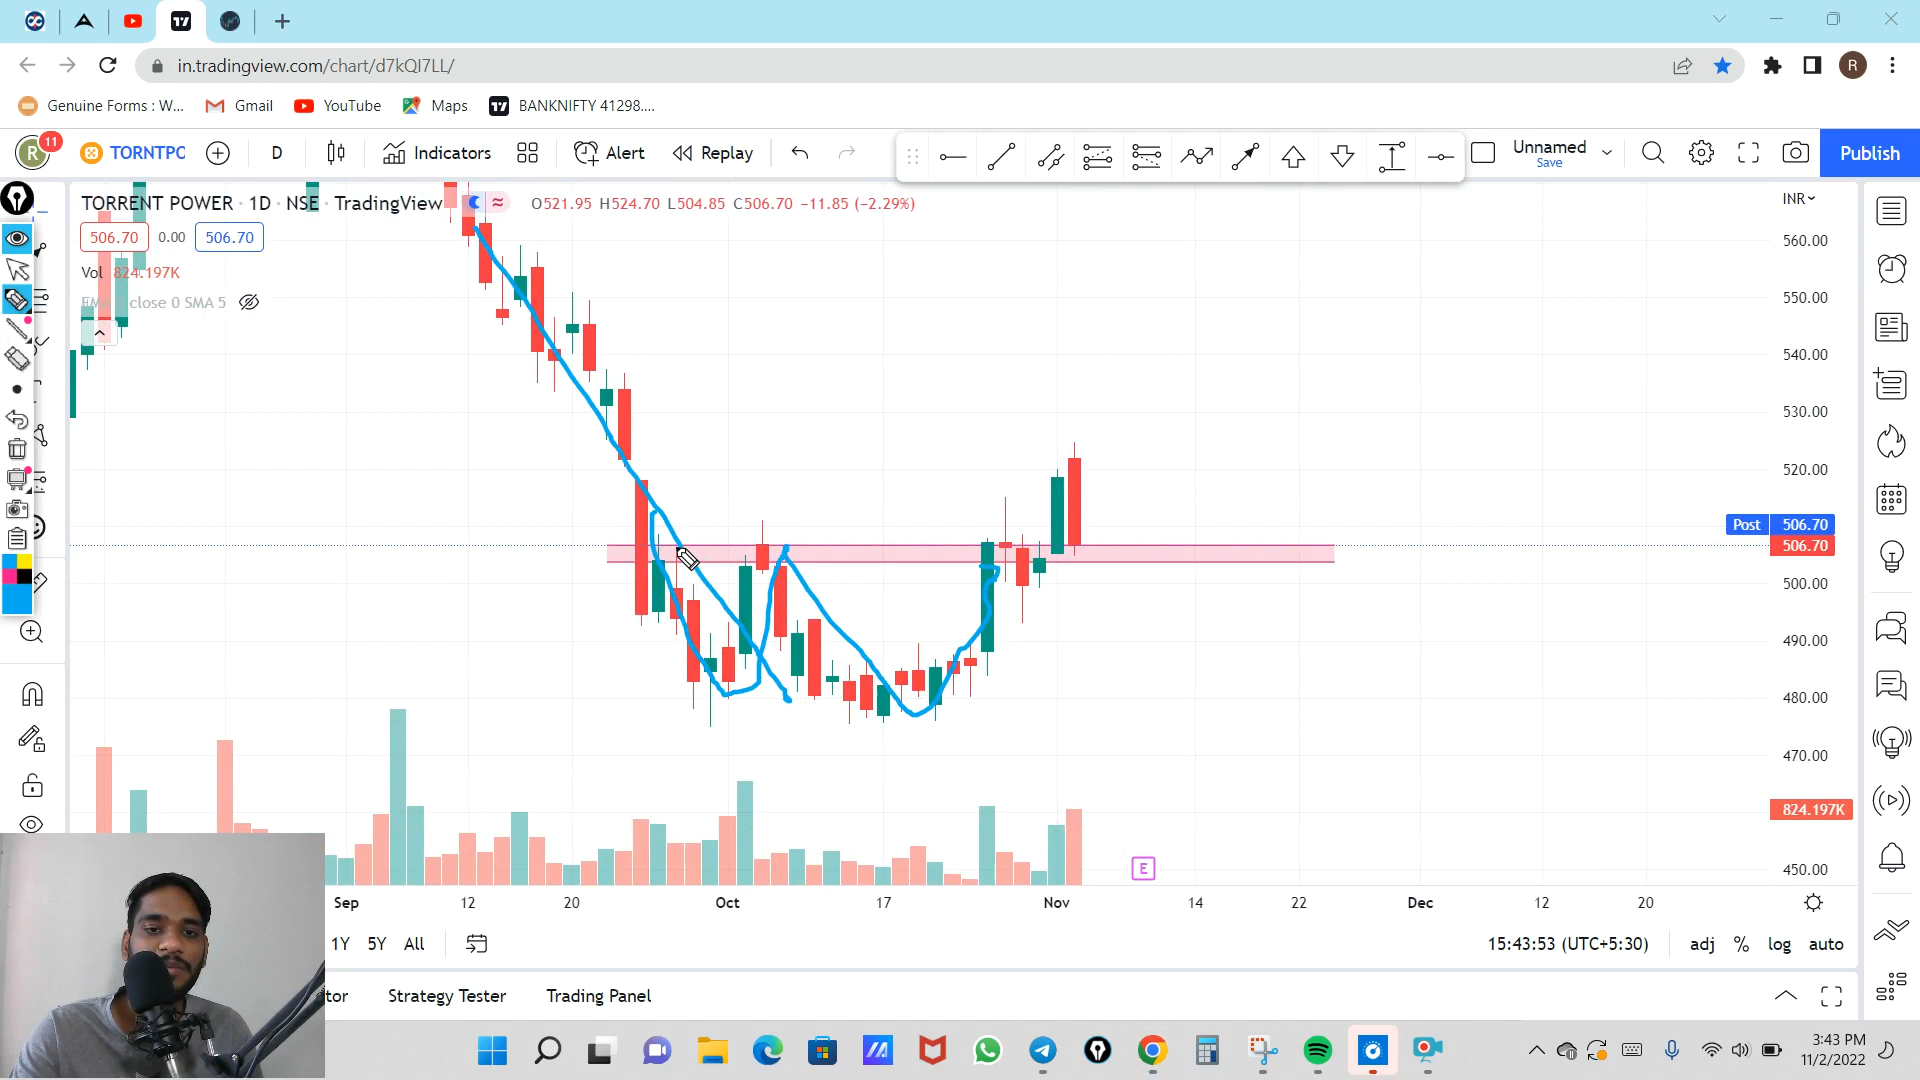 in.tradingview.com/chart/d7kQI7LL/
R
Genuine Forms : W...
Gmail
YouTube
Maps
BANKNIFTY 41298....
R
11
TORNTPO
D
Indicators
Alert
Replay
Unnamed
Save
Publish
TORRENT POWER · 1D · NSE · TradingView
O521.95 H524.70 L504.85 C506.70 −11.85 (−2.29%)
INR
506.70
0.00
506.70
Vol 824.197K
close 0 SMA 5
560.00
550.00
540.00
530.00
520.00
Post 506.70
506.70
500.00
490.00
480.00
470.00
824.197K
450.00
E
Sep
12
20
Oct
17
Nov
14
22
Dec
12
20
1Y
5Y
All
15:43:53 (UTC+5:30)
adj
%
log
auto
tor
Strategy Tester
Trading Panel
3:43 PM
11/2/2022